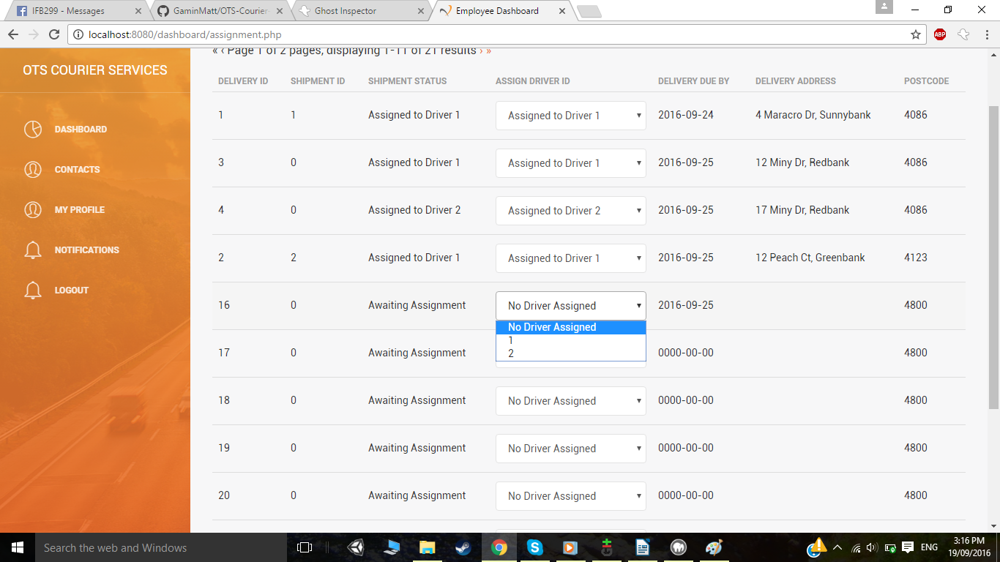 IFB299 - Messages
GaminMatt/OTS-Courier
Ghost Inspector
Employee Dashboard
localhost:8080/dashboard/assignment.php
ABP
OTS COURIER SERVICES
DASHBOARD
CONTACTS
MY PROFILE
NOTIFICATIONS
LOGOUT
« ‹ Page 1 of 2 pages, displaying 1-11 of 21 results › »
DELIVERY ID SHIPMENT ID SHIPMENT STATUS ASSIGN DRIVER ID DELIVERY DUE BY DELIVERY ADDRESS POSTCODE
1 1 Assigned to Driver 1 Assigned to Driver 1 2016-09-24 4 Maracro Dr, Sunnybank 4086
3 0 Assigned to Driver 1 Assigned to Driver 1 2016-09-25 12 Miny Dr, Redbank 4086
4 0 Assigned to Driver 2 Assigned to Driver 2 2016-09-25 17 Miny Dr, Redbank 4086
2 2 Assigned to Driver 1 Assigned to Driver 1 2016-09-25 12 Peach Ct, Greenbank 4123
16 0 Awaiting Assignment No Driver Assigned 2016-09-25 4800
No Driver Assigned
1
2
17 0 Awaiting Assignment 0000-00-00 4800
18 0 Awaiting Assignment No Driver Assigned 0000-00-00 4800
19 0 Awaiting Assignment No Driver Assigned 0000-00-00 4800
20 0 Awaiting Assignment No Driver Assigned 0000-00-00 4800
Search the web and Windows
ENG
3:16 PM
19/09/2016